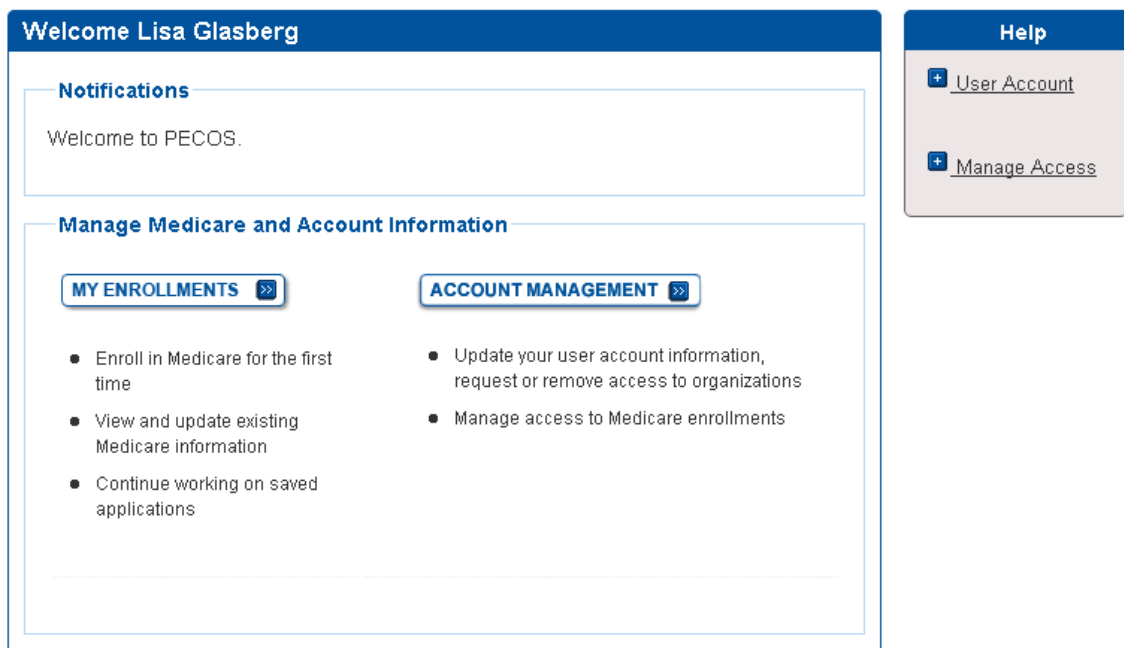 Welcome Lisa Glasberg
Notifications
Welcome to PECOS.
Manage Medicare and Account Information
MY ENROLLMENTS
Enroll in Medicare for the first
time
View and update existing
Medicare information
Continue working on saved
applications
ACCOUNT MANAGEMENT
Update your user account information,
request or remove access to organizations
Manage access to Medicare enrollments
Help
User Account
Manage Access